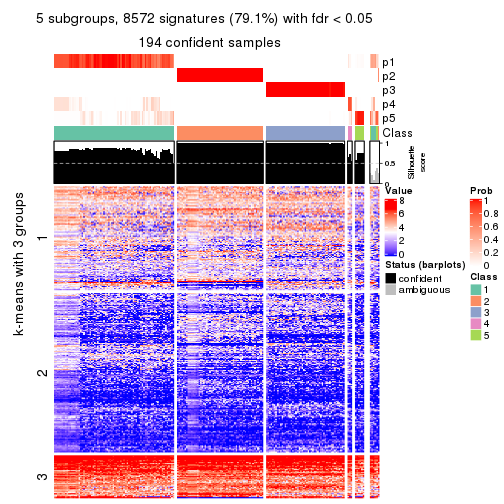 5 subgroups, 8572 signatures (79.1%) with fdr < 0.05
194 confident samples
p1
p2
p3
p4
p5
Class
1
0.5
0
Silhouette
score
k-means with 3 groups
1
2
3
Value
8
6
4
2
0
Status (barplots)
confident
ambiguous
Prob
1
0.8
0.6
0.4
0.2
0
Class
1
2
3
4
5